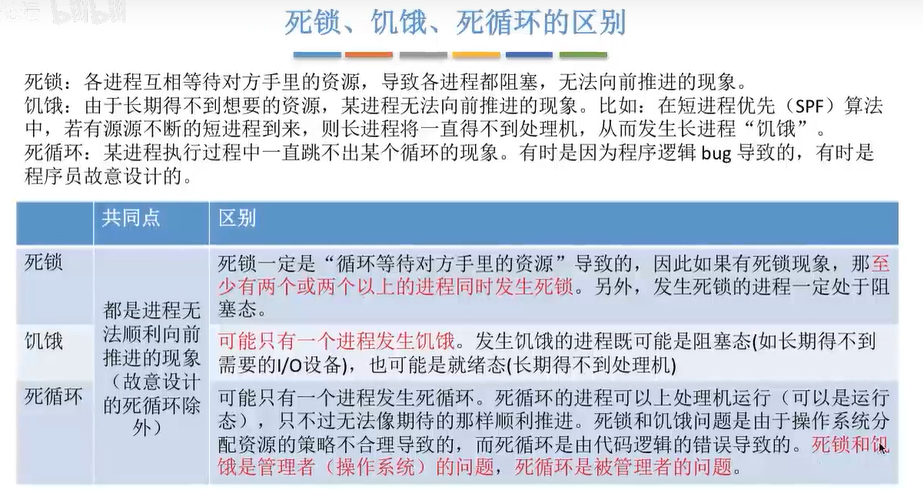 bilibili
死锁、饥饿、死循环的区别
死锁：各进程互相等待对方手里的资源，导致各进程都阻塞，无法向前推进的现象。
饥饿：由于长期得不到想要的资源，某进程无法向前推进的现象。比如：在短进程优先（SPF）算法
中，若有源源不断的短进程到来，则长进程将一直得不到处理机，从而发生长进程“饥饿”。
死循环：某进程执行过程中一直跳不出某个循环的现象。有时是因为程序逻辑 bug 导致的，有时是
程序员故意设计的。
共同点
区别
死锁
都是进程无
法顺利向前
推进的现象
（故意设计
的死循环除
外）
死锁一定是“循环等待对方手里的资源”导致的，因此如果有死锁现象，那至
少有两个或两个以上的进程同时发生死锁。另外，发生死锁的进程一定处于阻
塞态。
饥饿
可能只有一个进程发生饥饿。发生饥饿的进程既可能是阻塞态(如长期得不到
需要的I/O设备)，也可能是就绪态(长期得不到处理机)
死循环
可能只有一个进程发生死循环。死循环的进程可以上处理机运行（可以是运行
态），只不过无法像期待的那样顺利推进。死锁和饥饿问题是由于操作系统分
配资源的策略不合理导致的，而死循环是由代码逻辑的错误导致的。死锁和饥
饿是管理者（操作系统）的问题，死循环是被管理者的问题。